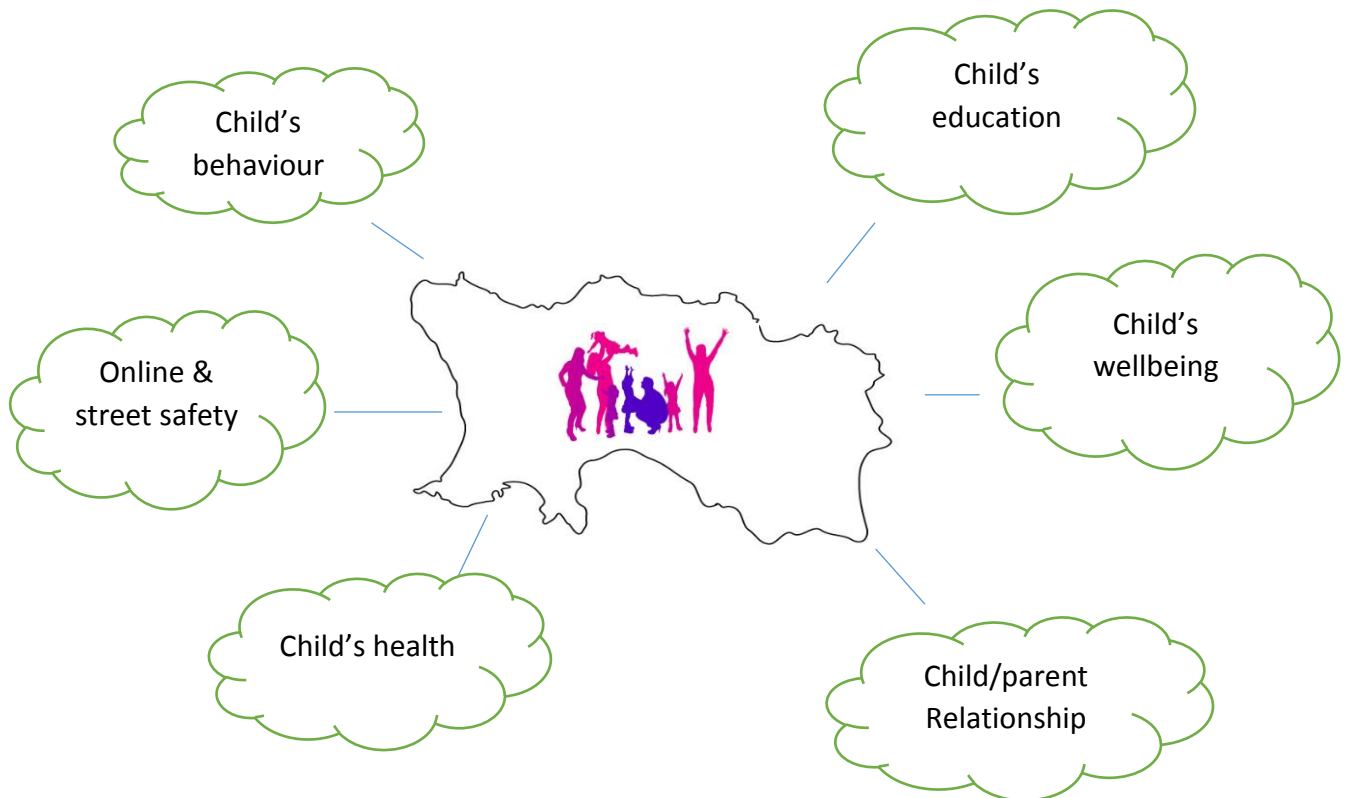 Child’s
behaviour
Child’s
education
Online &
street safety
Child’s
wellbeing
Child’s health
Child/parent
Relationship